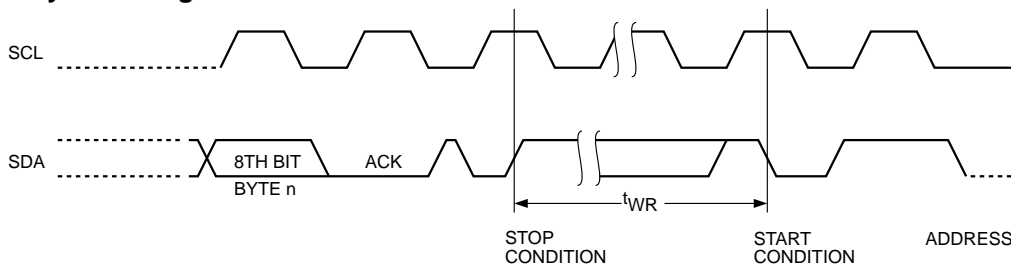 SCL
SDA
8TH BIT
ACK
BYTE n
tWR
STOP
CONDITION
START
CONDITION
ADDRESS